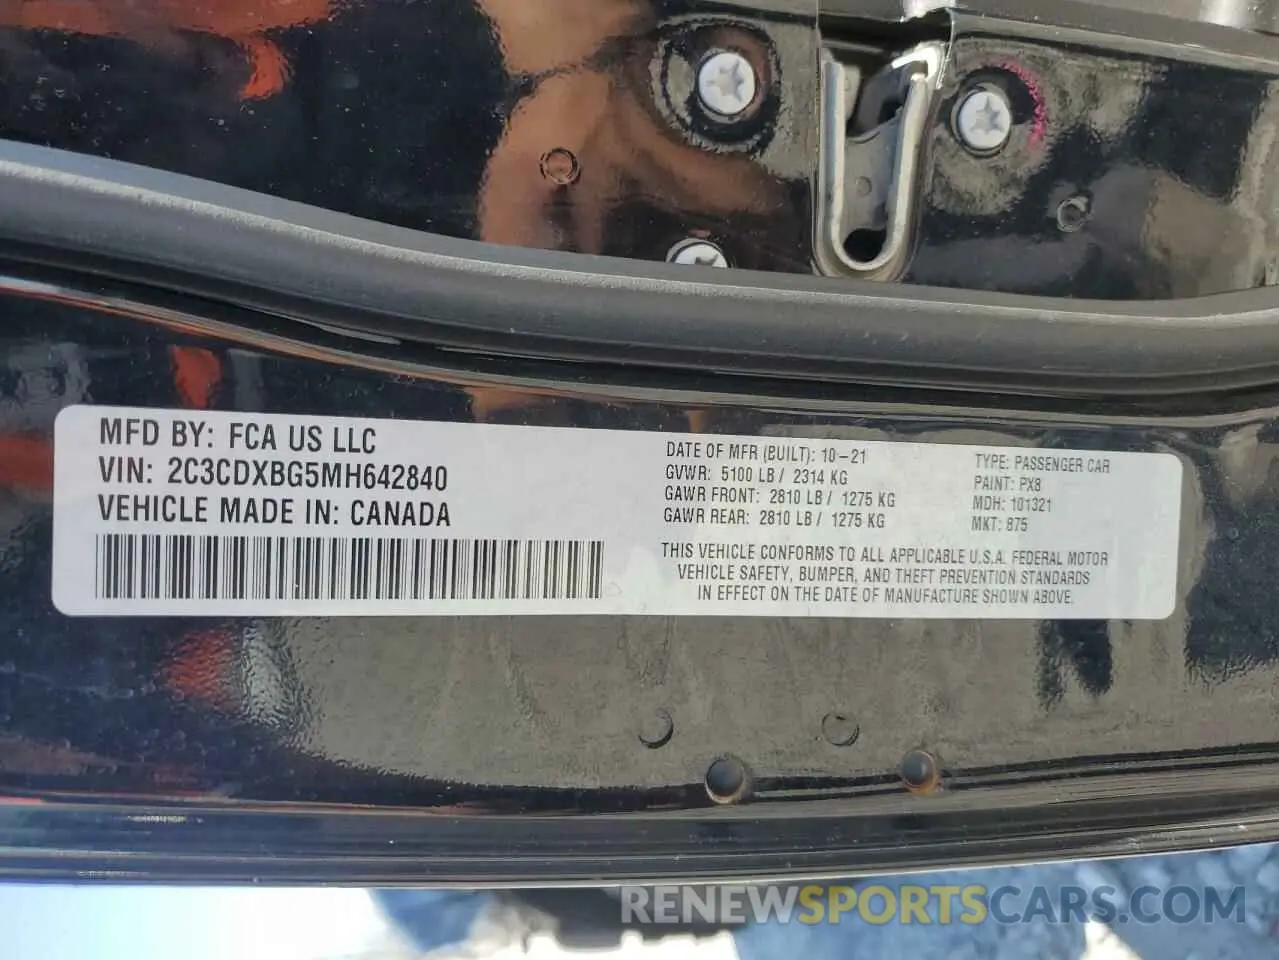 MFD BY: FCA US LLC
VIN: 2C3CDXBG5MH642840
VEHICLE MADE IN: CANADA
DATE OF MFR (BUILT): 10-21
GVWR: 5100 LB / 2314 KG
GAWR FRONT: 2810 LB / 1275 KG
GAWR REAR: 2810 LB / 1275 KG
TYPE: PASSENGER CAR
PAINT: PX8
MDH: 101321
MKT: 875
THIS VEHICLE CONFORMS TO ALL APPLICABLE U.S.A. FEDERAL MOTOR
VEHICLE SAFETY, BUMPER, AND THEFT PREVENTION STANDARDS
IN EFFECT ON THE DATE OF MANUFACTURE SHOWN ABOVE.
RENEWSPORTSCARS.COM